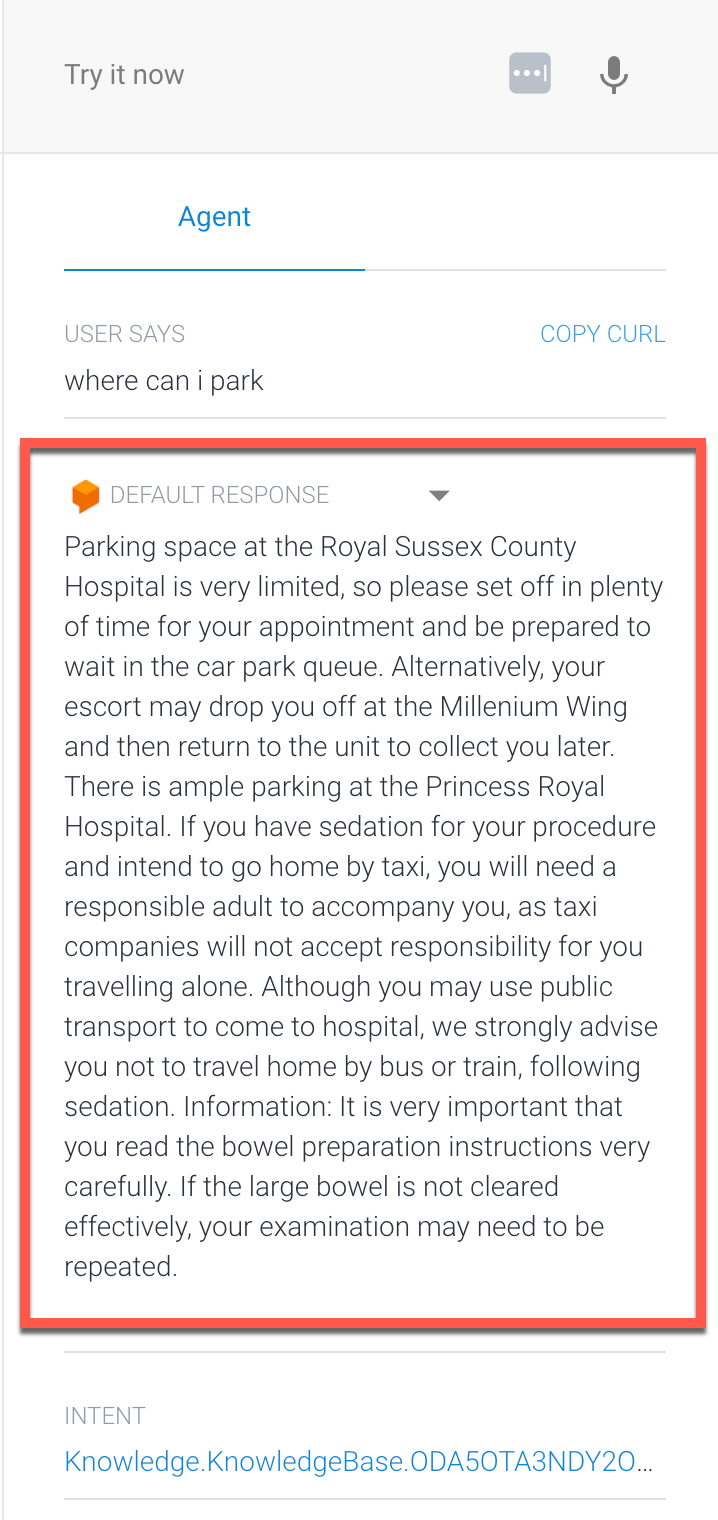 Try it now
Agent
USER SAYS
COPY CURL
where can i park
DEFAULT RESPONSE
Parking space at the Royal Sussex County
Hospital is very limited, so please set off in plenty
of time for your appointment and be prepared to
wait in the car park queue. Alternatively, your
escort may drop you off at the Millenium Wing
and then return to the unit to collect you later.
There is ample parking at the Princess Royal
Hospital. If you have sedation for your procedure
and intend to go home by taxi, you will need a
responsible adult to accompany you, as taxi
companies will not accept responsibility for you
travelling alone. Although you may use public
transport to come to hospital, we strongly advise
you not to travel home by bus or train, following
sedation. Information: It is very important that
you read the bowel preparation instructions very
carefully. If the large bowel is not cleared
effectively, your examination may need to be
repeated.
INTENT
Knowledge.KnowledgeBase.ODA5OTA3NDY2O...